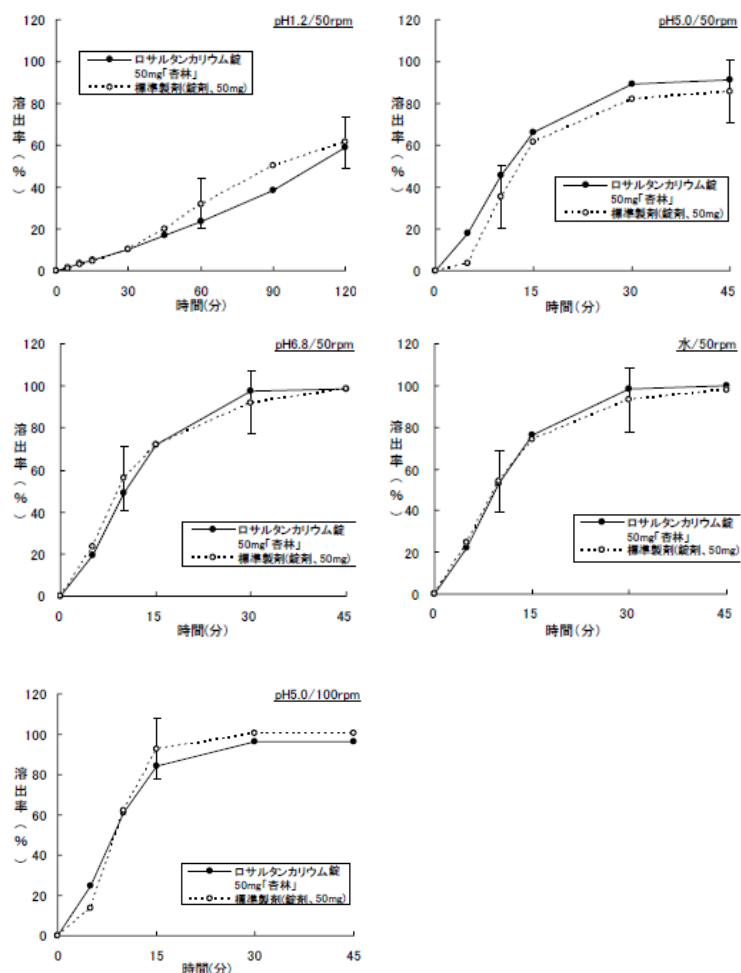 pH1.2/50rpm
120
100
80
60
40
20
0
溶出率(%)
ロサルタンカリウム錠
50mg「杏林」
標準製剤(錠剤、50mg)
0 30 60 90 120
時間(分)
pH5.0/50rpm
120
100
80
60
40
20
0
溶出率(%)
ロサルタンカリウム錠
50mg「杏林」
標準製剤(錠剤、50mg)
0 15 30 45
時間(分)
pH6.8/50rpm
120
100
80
60
40
20
0
溶出率(%)
ロサルタンカリウム錠
50mg「杏林」
標準製剤(錠剤、50mg)
0 15 30 45
時間(分)
水/50rpm
120
100
80
60
40
20
0
溶出率(%)
ロサルタンカリウム錠
50mg「杏林」
標準製剤(錠剤、50mg)
0 15 30 45
時間(分)
pH5.0/100rpm
120
100
80
60
40
20
0
溶出率(%)
ロサルタンカリウム錠
50mg「杏林」
標準製剤(錠剤、50mg)
0 15 30 45
時間(分)